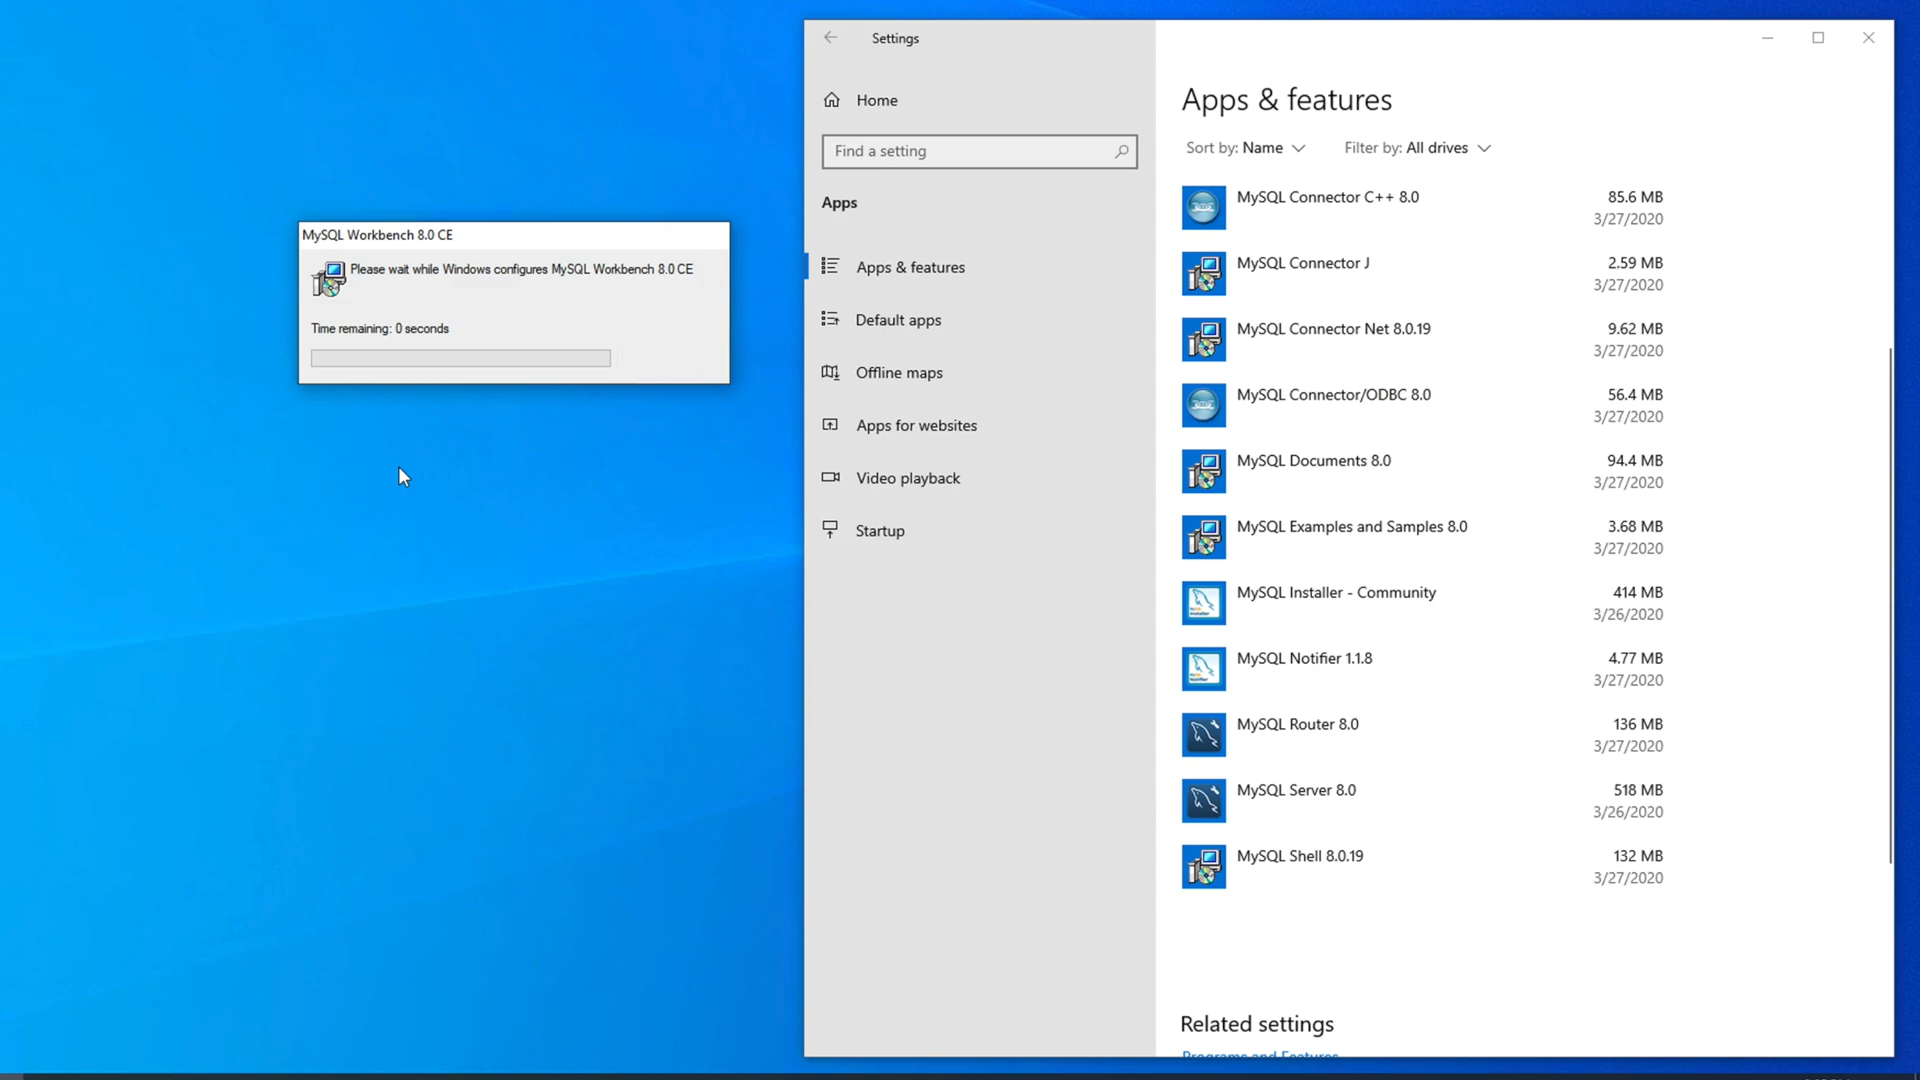 MySQL Workbench 8.0 CE
Please wait while Windows configures MySQL Workbench 8.0 CE
Time remaining: 0 seconds
Settings
Home
Find a setting
Apps
Apps & features
Default apps
Offline maps
Apps for websites
Video playback
Startup
Apps & features
Sort by: Name
Filter by: All drives
MySQL Connector C++ 8.0
85.6 MB
3/27/2020
MySQL Connector J
2.59 MB
3/27/2020
MySQL Connector Net 8.0.19
9.62 MB
3/27/2020
MySQL Connector/ODBC 8.0
56.4 MB
3/27/2020
MySQL Documents 8.0
94.4 MB
3/27/2020
MySQL Examples and Samples 8.0
3.68 MB
3/27/2020
MySQL Installer - Community
414 MB
3/26/2020
MySQL Notifier 1.1.8
4.77 MB
3/27/2020
MySQL Router 8.0
136 MB
3/27/2020
MySQL Server 8.0
518 MB
3/26/2020
MySQL Shell 8.0.19
132 MB
3/27/2020
Related settings
Programs and Features